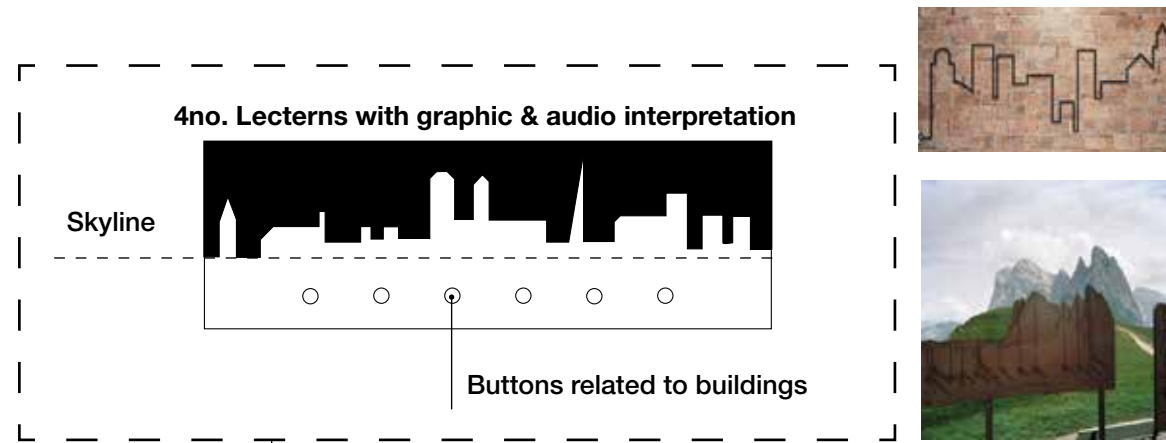 4no. Lecterns with graphic & audio interpretation
Skyline
Buttons related to buildings